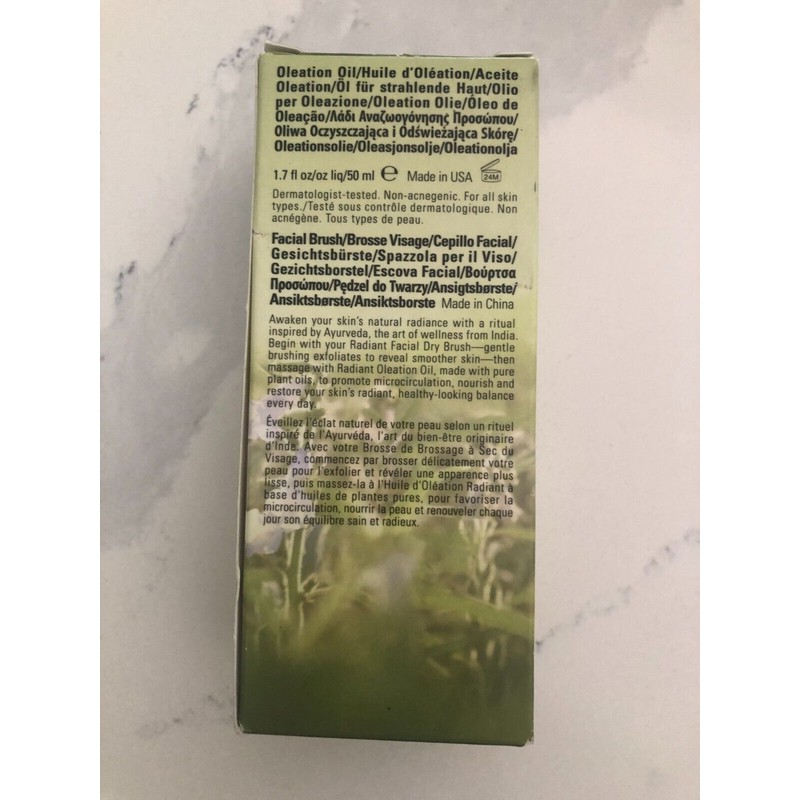 Oleation Oil/Huile d'Oléation/Aceite
Oleation/Öl für strahlende Haut/Olio
per Oleazione/Oleation Olie/Óleo de
Oleação/Λάδι Αναζωογόνησης Προσώπου/
Oliwa Oczyszczająca i Odświeżająca Skórę/
Oleationsolie/Oleasjonsolje/Oleationolja
1.7 fl oz/oz liq/50 ml e Made in USA 24M
Dermatologist-tested. Non-acnegenic. For all skin
types./Testé sous contrôle dermatologique. Non
acnégène. Tous types de peau.
Facial Brush/Brosse Visage/Cepillo Facial/
Gesichtsbürste/Spazzola per il Viso/
Gezichtsborstel/Escova Facial/Βούρτσα
Προσώπου/Pędzel do Twarzy/Ansigtsbørste/
Ansiktsbørste/Ansiktsborste Made in China
Awaken your skin's natural radiance with a ritual
inspired by Ayurveda, the art of wellness from India.
Begin with your Radiant Facial Dry Brush—gentle
brushing exfoliates to reveal smoother skin—then
massage with Radiant Oleation Oil, made with pure
plant oils, to promote microcirculation, nourish and
restore your skin's radiant, healthy-looking balance
every day.
Éveillez l'éclat naturel de votre peau selon un rituel
inspiré de l'Ayurvéda, l'art du bien-être originaire
d'Inde. Avec votre Brosse de Brossage à Sec du
Visage, commencez par brosser délicatement votre
peau pour l'exfolier et révéler une apparence plus
lisse, puis massez-la à l'Huile d'Oléation Radiant à
base d'huiles de plantes pures, pour favoriser la
microcirculation, nourrir la peau et renouveler chaque
jour son équilibre sain et radieux.